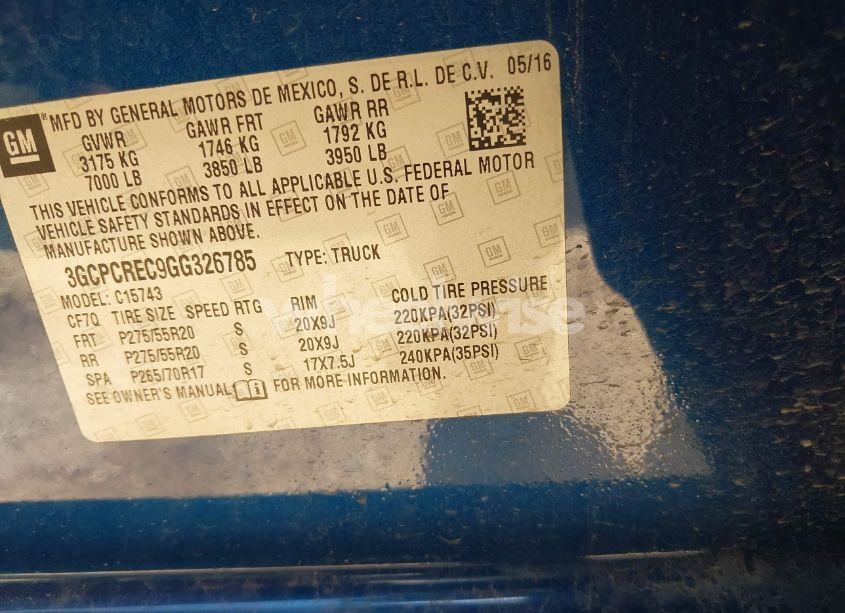 GM ® MFD BY GENERAL MOTORS DE MEXICO, S. DE R.L. DE C.V. 05/16
GVWR GAWR FRT GAWR RR
3175 KG 1746 KG 1792 KG
7000 LB 3850 LB 3950 LB
THIS VEHICLE CONFORMS TO ALL APPLICABLE U.S. FEDERAL MOTOR
VEHICLE SAFETY STANDARDS IN EFFECT ON THE DATE OF
MANUFACTURE SHOWN ABOVE.
3GCPCREC9GG326785 TYPE: TRUCK
MODEL: C15743
CF7Q TIRE SIZE SPEED RTG RIM COLD TIRE PRESSURE
FRT P275/55R20 S 20X9J 220KPA(32PSI)
RR P275/55R20 S 20X9J 220KPA(32PSI)
SPA P265/70R17 S 17X7.5J 240KPA(35PSI)
SEE OWNER'S MANUAL FOR MORE INFORMATION.